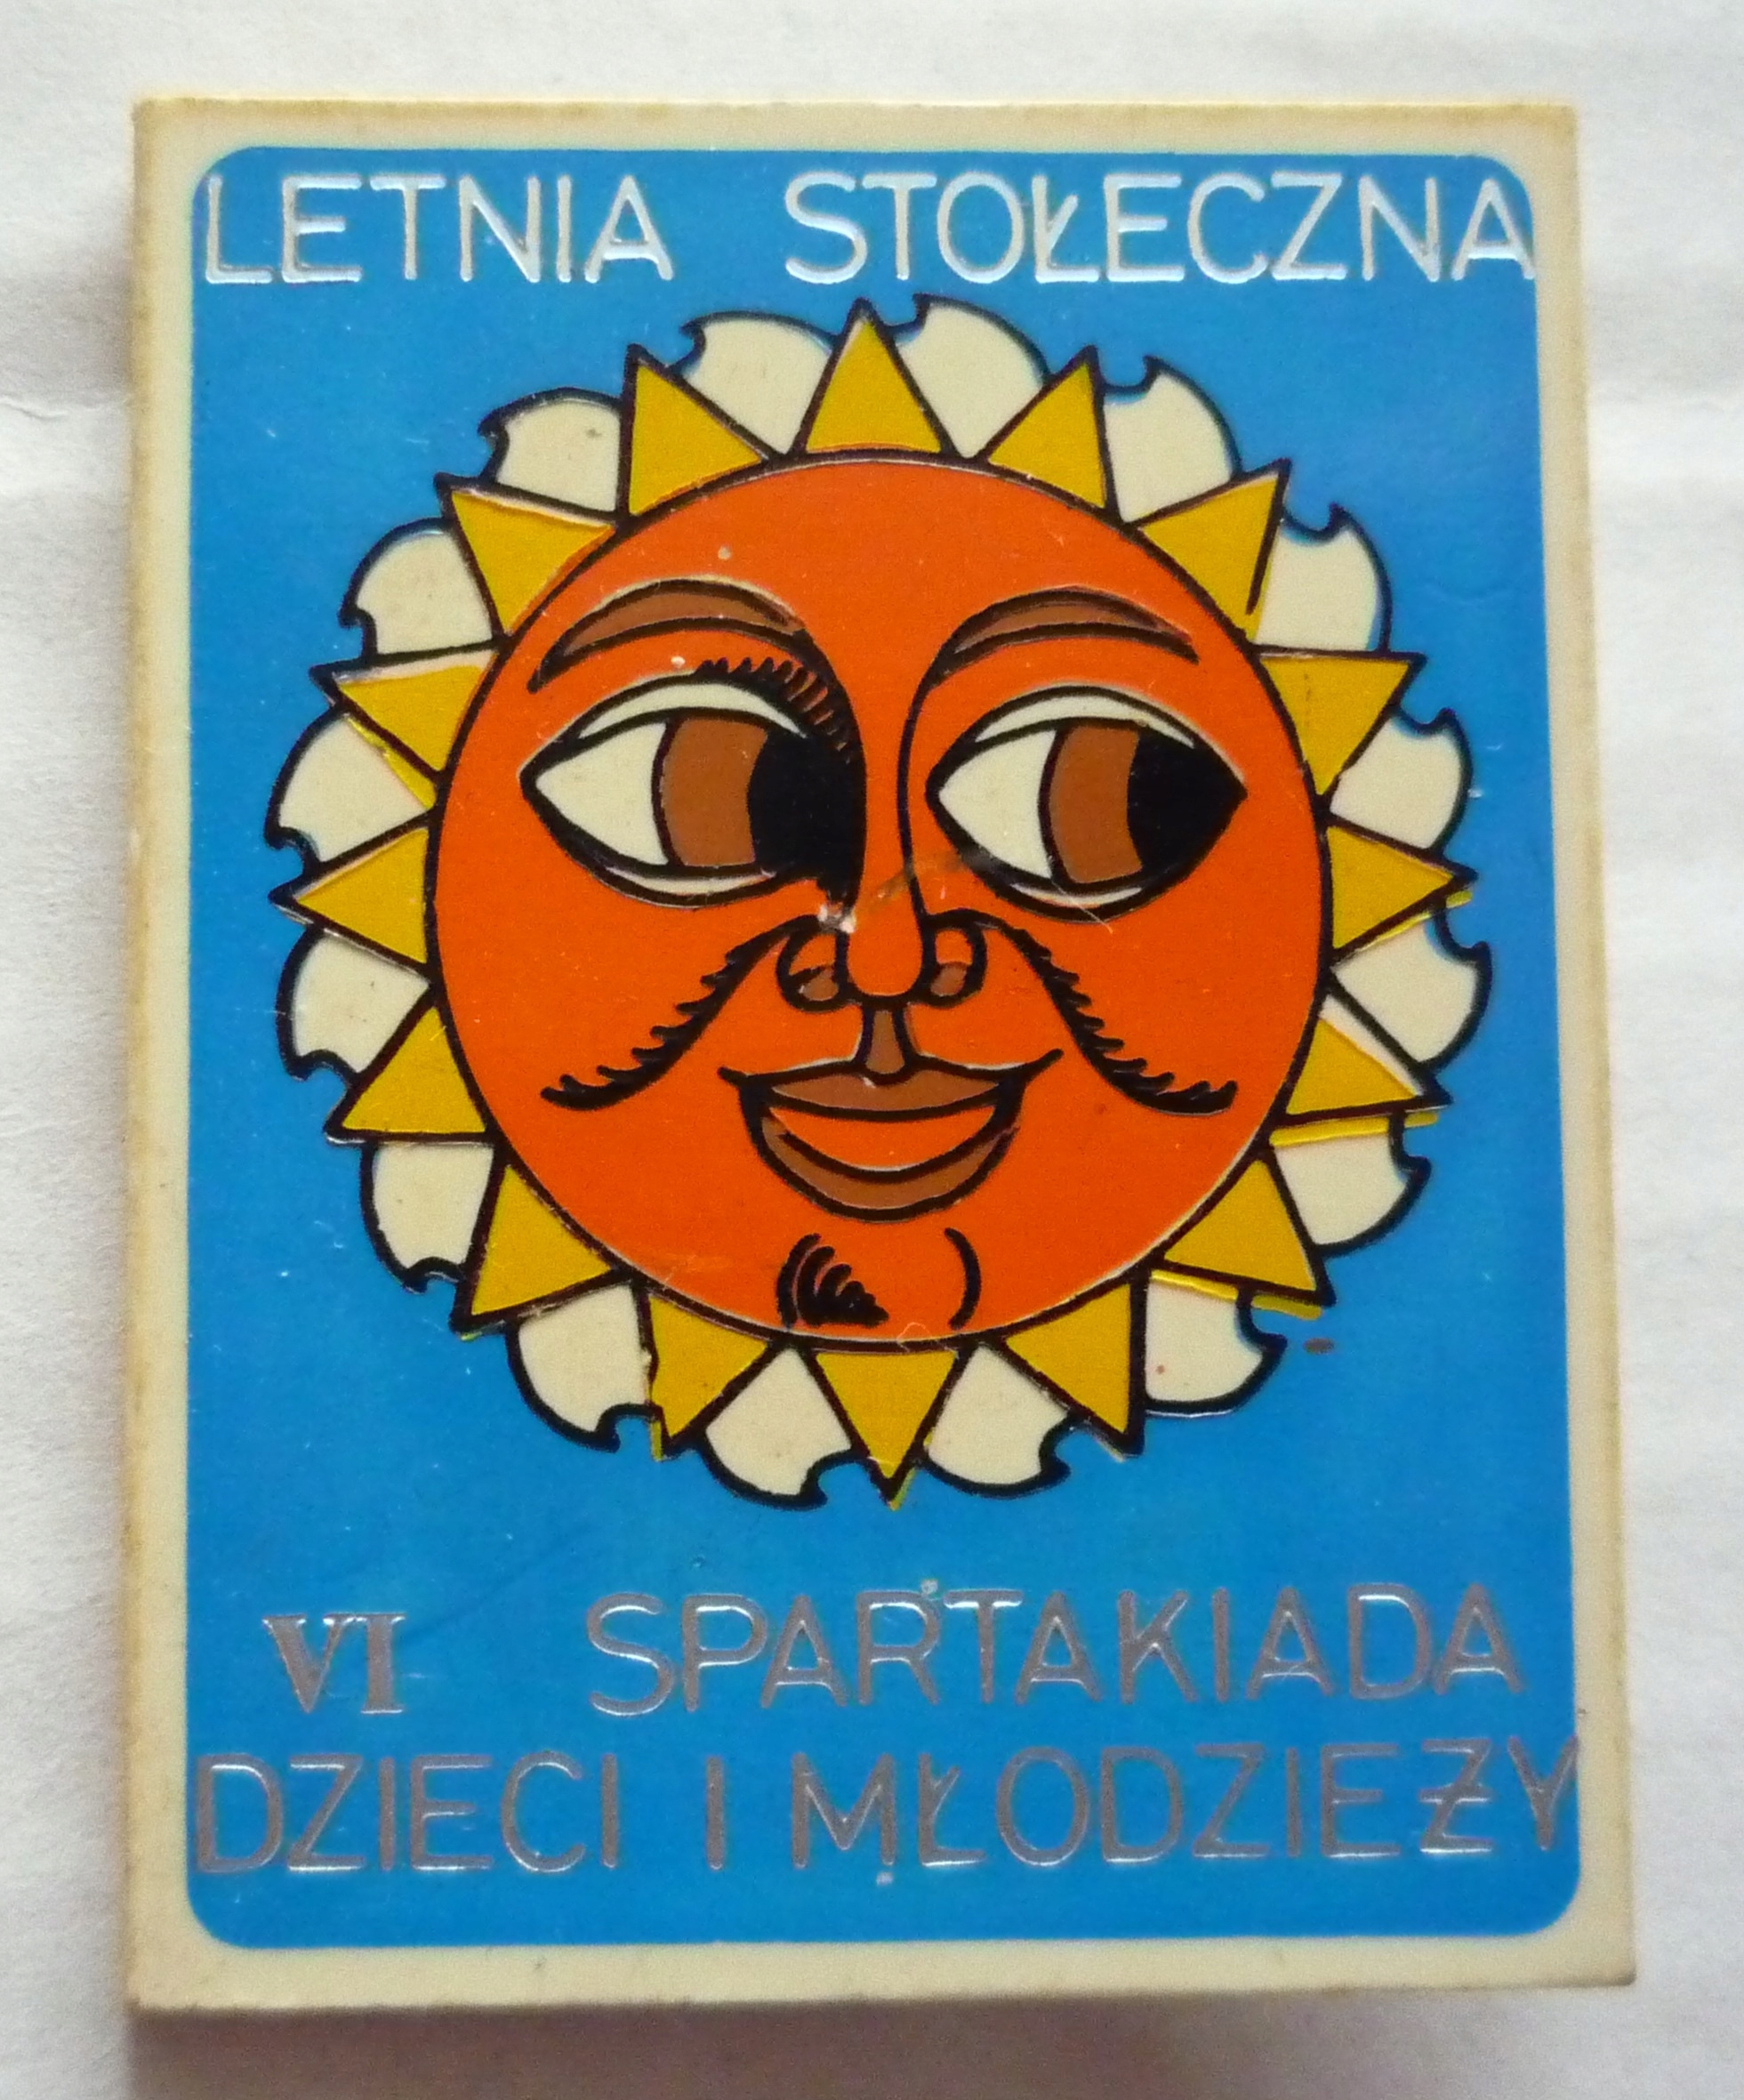 LETNIA STOŁECZNA
VI SPARTAKIADA
DZIECI I MŁODZIEŻY